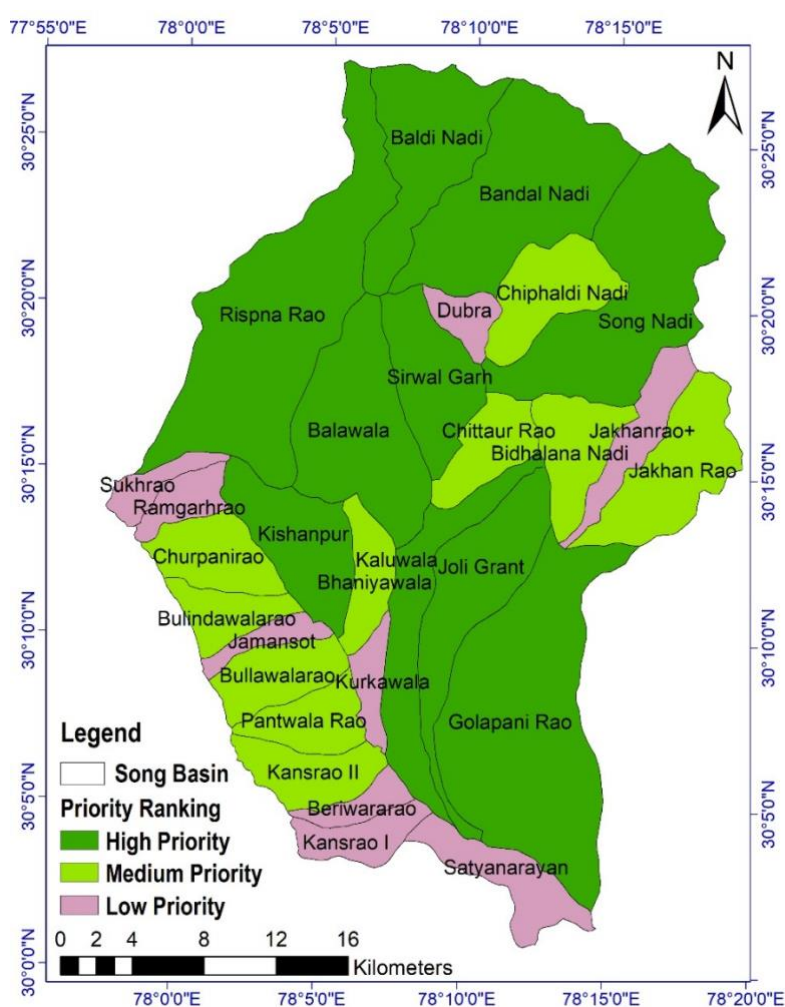 77°55'0"E 78°0'0"E 78°5'0"E 78°10'0"E 78°15'0"E
N
30°25'0"N
30°25'0"N
Baldi Nadi
Bandal Nadi
30°20'0"N
30°20'0"N
Chiphaldi Nadi
Dubra
Rispna Rao
Song Nadi
Sirwal Garh
Balawala
Chittaur Rao
Jakhanrao+
Bidhalana Nadi
30°15'0"N
30°15'0"N
Jakhan Rao
Sukhrao
Ramgarhrao
Kishanpur
Churpanirao
Kaluwala
Joli Grant
Bhaniyawala
30°10'0"N
30°10'0"N
Bulindawalarao
Jamansot
Bullawalarao
Kurkawala
Pantwala Rao
Golapani Rao
Kansrao II
30°5'0"N
30°5'0"N
Beriwararao
Kansrao I
Satyanarayan
Legend
Song Basin
Priority Ranking
High Priority
Medium Priority
Low Priority
0 2 4 8 12 16
Kilometers
30°0'0"N
78°0'0"E 78°5'0"E 78°10'0"E 78°15'0"E 78°20'0"E